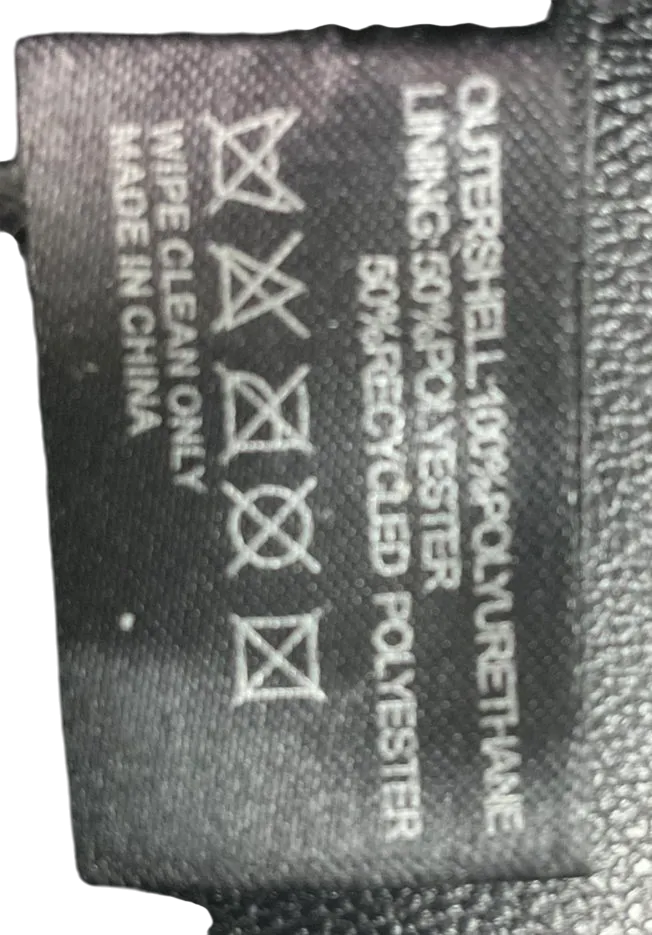 OUTERSHELL:100%POLYURETHANE
LINING:50%POLYESTER
50%RECYCLED POLYESTER
WIPE CLEAN ONLY
MADE IN CHINA